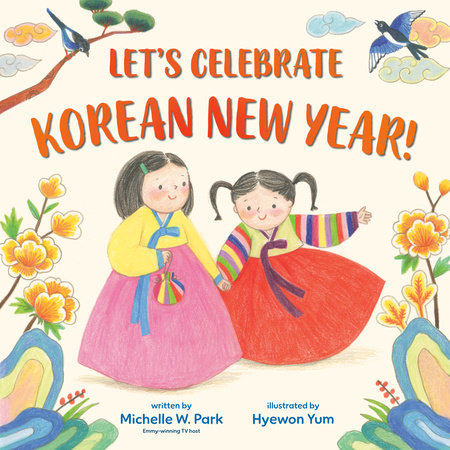 LET'S CELEBRATE
KOREAN NEW YEAR!
written by
Michelle W. Park
Emmy-winning TV host
illustrated by
Hyewon Yum